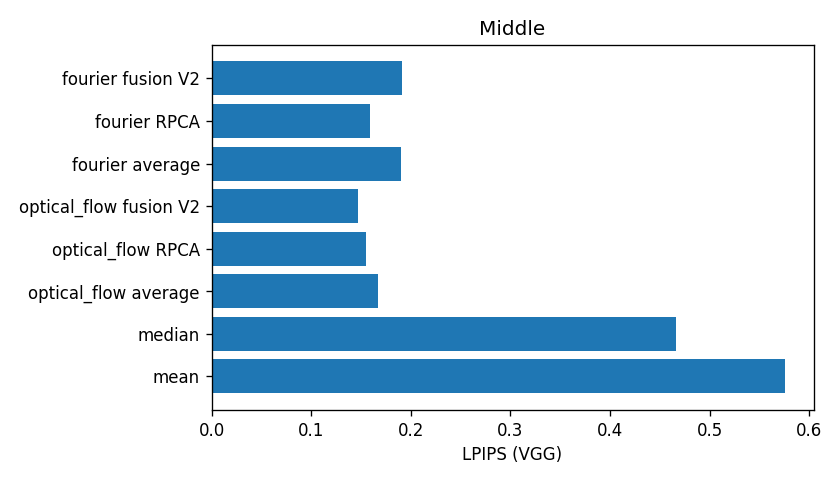 Middle
fourier fusion V2
fourier RPCA
fourier average
optical_flow fusion V2
optical_flow RPCA
optical_flow average
median
mean
0.0 0.1 0.2 0.3 0.4 0.5 0.6
LPIPS (VGG)